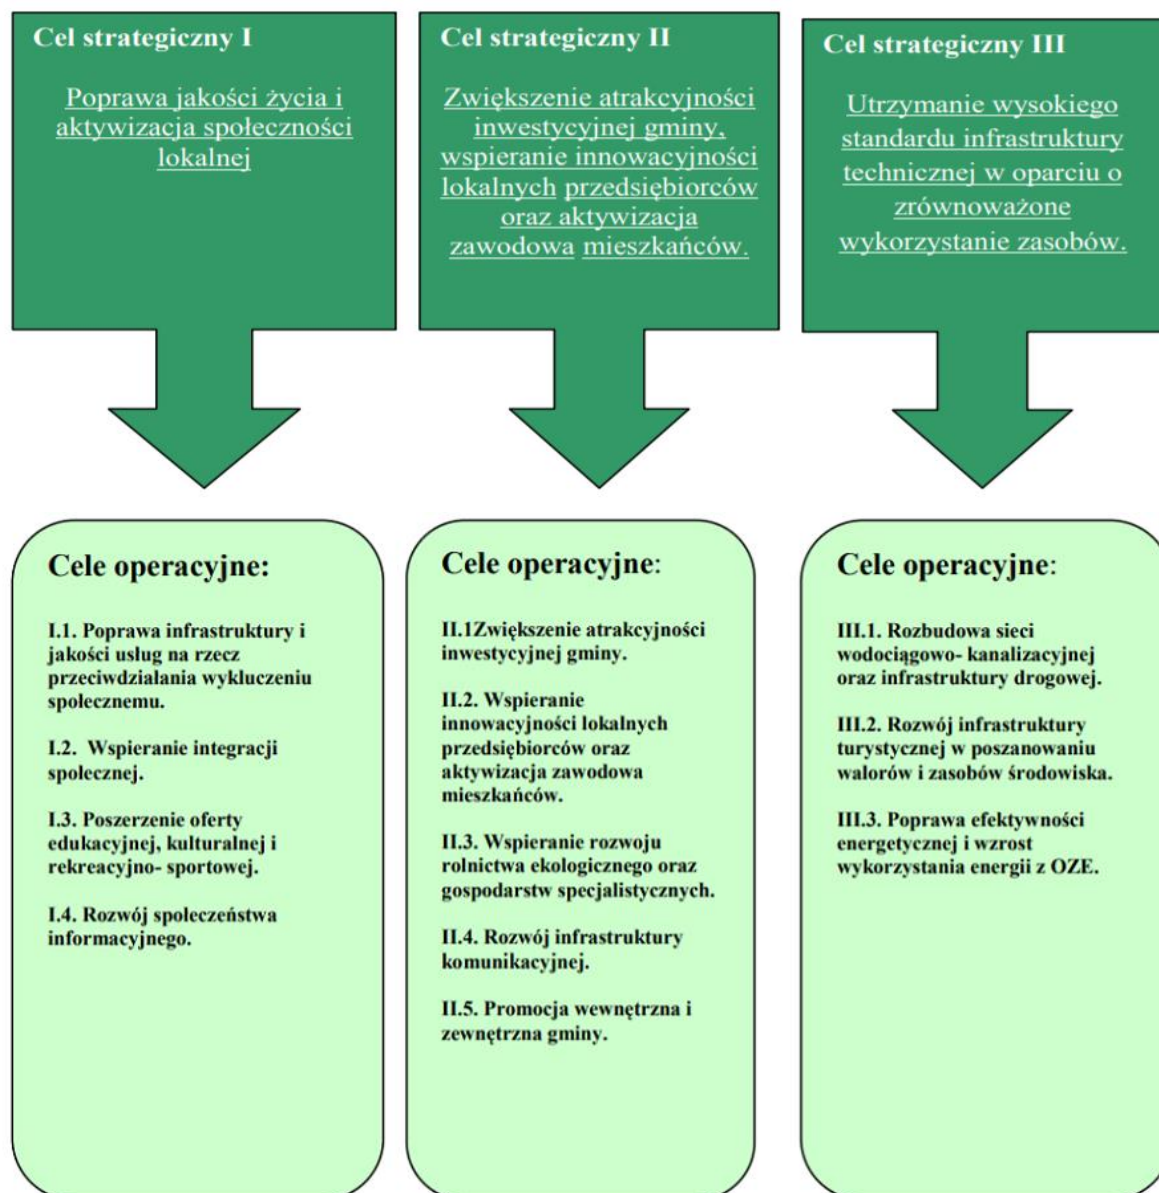 Cel strategiczny I
Poprawa jakości życia i
aktywizacja społeczności
lokalnej
Cel strategiczny II
Zwiększenie atrakcyjności
inwestycyjnej gminy,
wspieranie innowacyjności
lokalnych przedsiębiorców
oraz aktywizacja
zawodowa mieszkańców.
Cel strategiczny III
Utrzymanie wysokiego
standardu infrastruktury
technicznej w oparciu o
zrównoważone
wykorzystanie zasobów.
Cele operacyjne:
I.1. Poprawa infrastruktury i
jakości usług na rzecz
przeciwdziałania wykluczeniu
społecznemu.
I.2. Wspieranie integracji
społecznej.
I.3. Poszerzenie oferty
edukacyjnej, kulturalnej i
rekreacyjno- sportowej.
I.4. Rozwój społeczeństwa
informacyjnego.
Cele operacyjne:
II.1Zwiększenie atrakcyjności
inwestycyjnej gminy.
II.2. Wspieranie
innowacyjności lokalnych
przedsiębiorców oraz
aktywizacja zawodowa
mieszkańców.
II.3. Wspieranie rozwoju
rolnictwa ekologicznego oraz
gospodarstw specjalistycznych.
II.4. Rozwój infrastruktury
komunikacyjnej.
II.5. Promocja wewnętrzna i
zewnętrzna gminy.
Cele operacyjne:
III.1. Rozbudowa sieci
wodociągowo- kanalizacyjnej
oraz infrastruktury drogowej.
III.2. Rozwój infrastruktury
turystycznej w poszanowaniu
walorów i zasobów środowiska.
III.3. Poprawa efektywności
energetycznej i wzrost
wykorzystania energii z OZE.